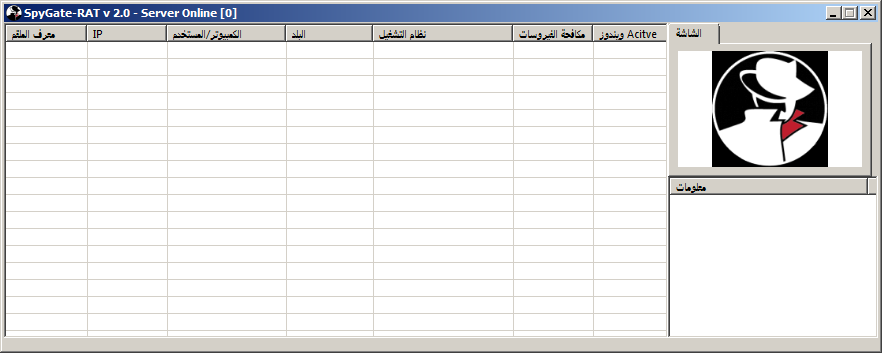 SpyGate-RAT v 2.0 - Server Online [0]
معرف العلقم
IP
الكمبيوتر/المستخدم
البلد
نظام التشغيل
مكافحة الفيروسات
Acitve ويندوز
الشاشة
معلومات